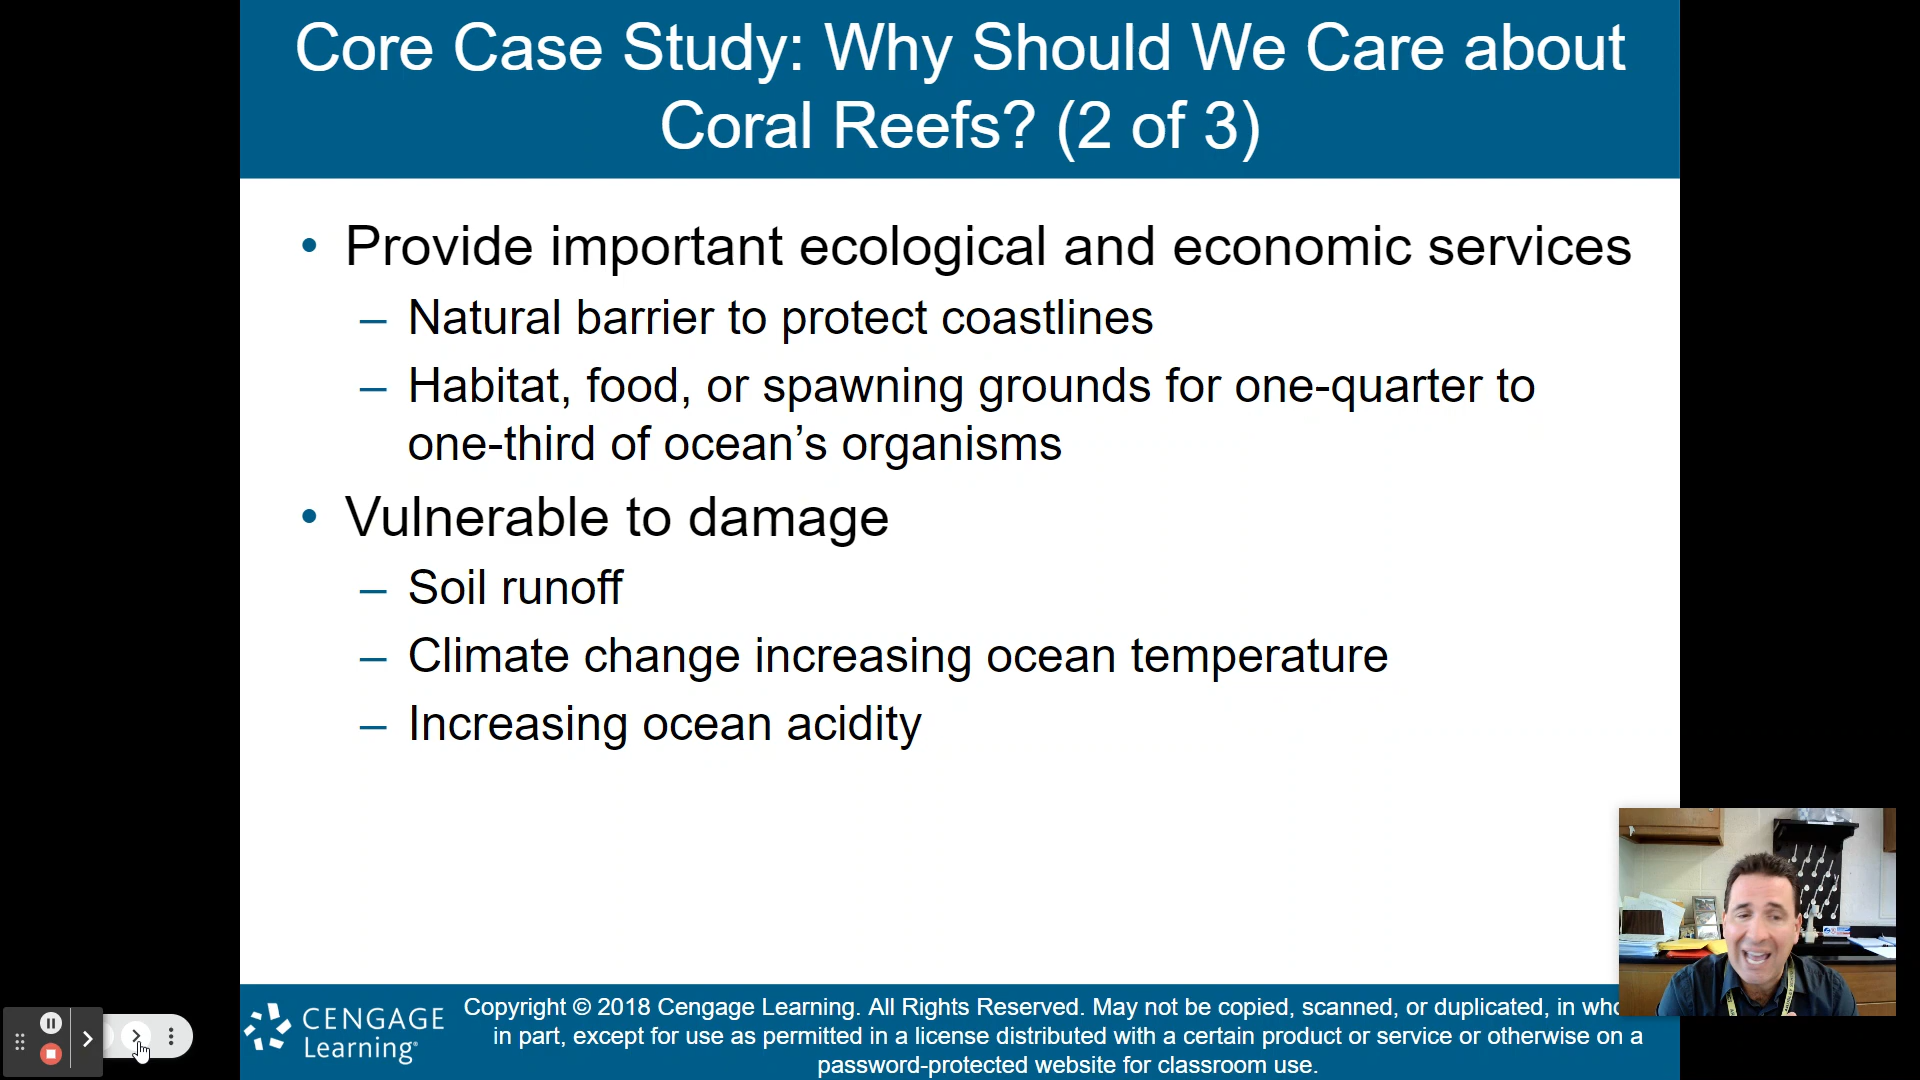 Core Case Study: Why Should We Care about
Coral Reefs? (2 of 3)
• Provide important ecological and economic services
– Natural barrier to protect coastlines
– Habitat, food, or spawning grounds for one-quarter to
one-third of ocean’s organisms
• Vulnerable to damage
– Soil runoff
– Climate change increasing ocean temperature
– Increasing ocean acidity
CENGAGE
Learning®
Copyright © 2018 Cengage Learning. All Rights Reserved. May not be copied, scanned, or duplicated, in
in part, except for use as permitted in a license distributed with a certain product or service or otherwise on a
password-protected website for classroom use.